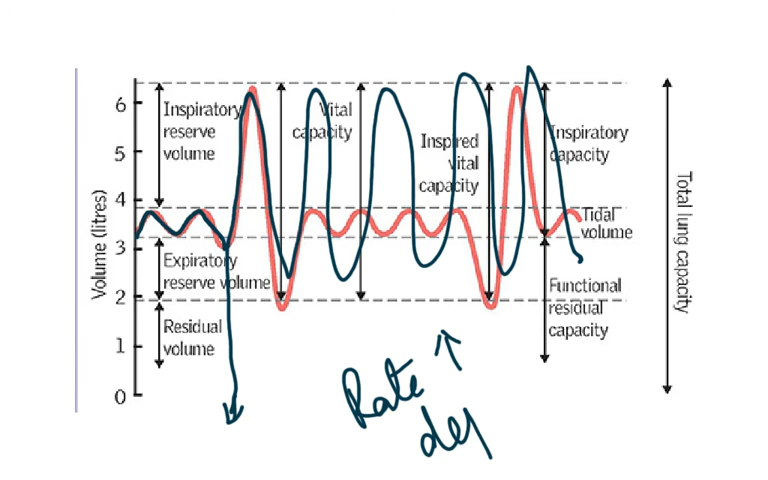 Volume (litres)
6
5
4
3
2
1
0
Inspiratory
reserve
volume
Expiratory
reserve volume
Residual
volume
Vital
capacity
Inspired
vital
capacity
Inspiratory
capacity
Tidal
volume
Functional
residual
capacity
Total lung capacity
Rate ↑